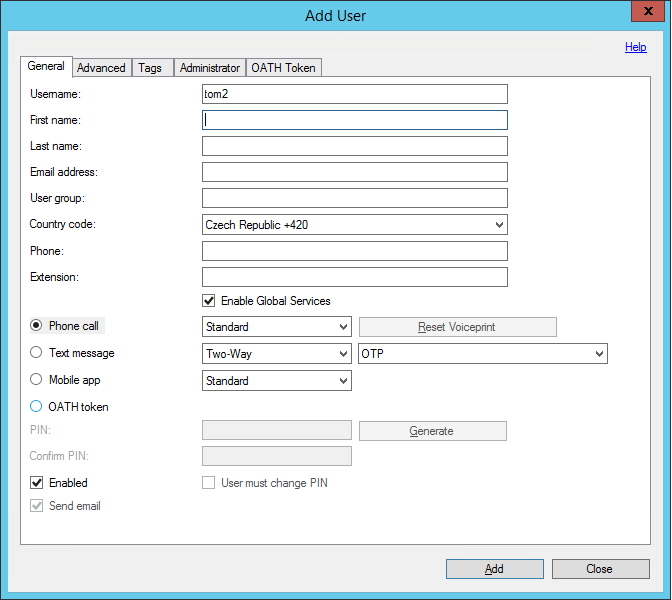 Add User
x
Help
General Advanced Tags Administrator OATH Token
Username: tom2
First name:
Last name:
Email address:
User group:
Country code: Czech Republic +420
Phone:
Extension:
Enable Global Services
Phone call Standard Reset Voiceprint
Text message Two-Way OTP
Mobile app Standard
OATH token
PIN: Generate
Confirm PIN:
Enabled User must change PIN
Send email
Add Close